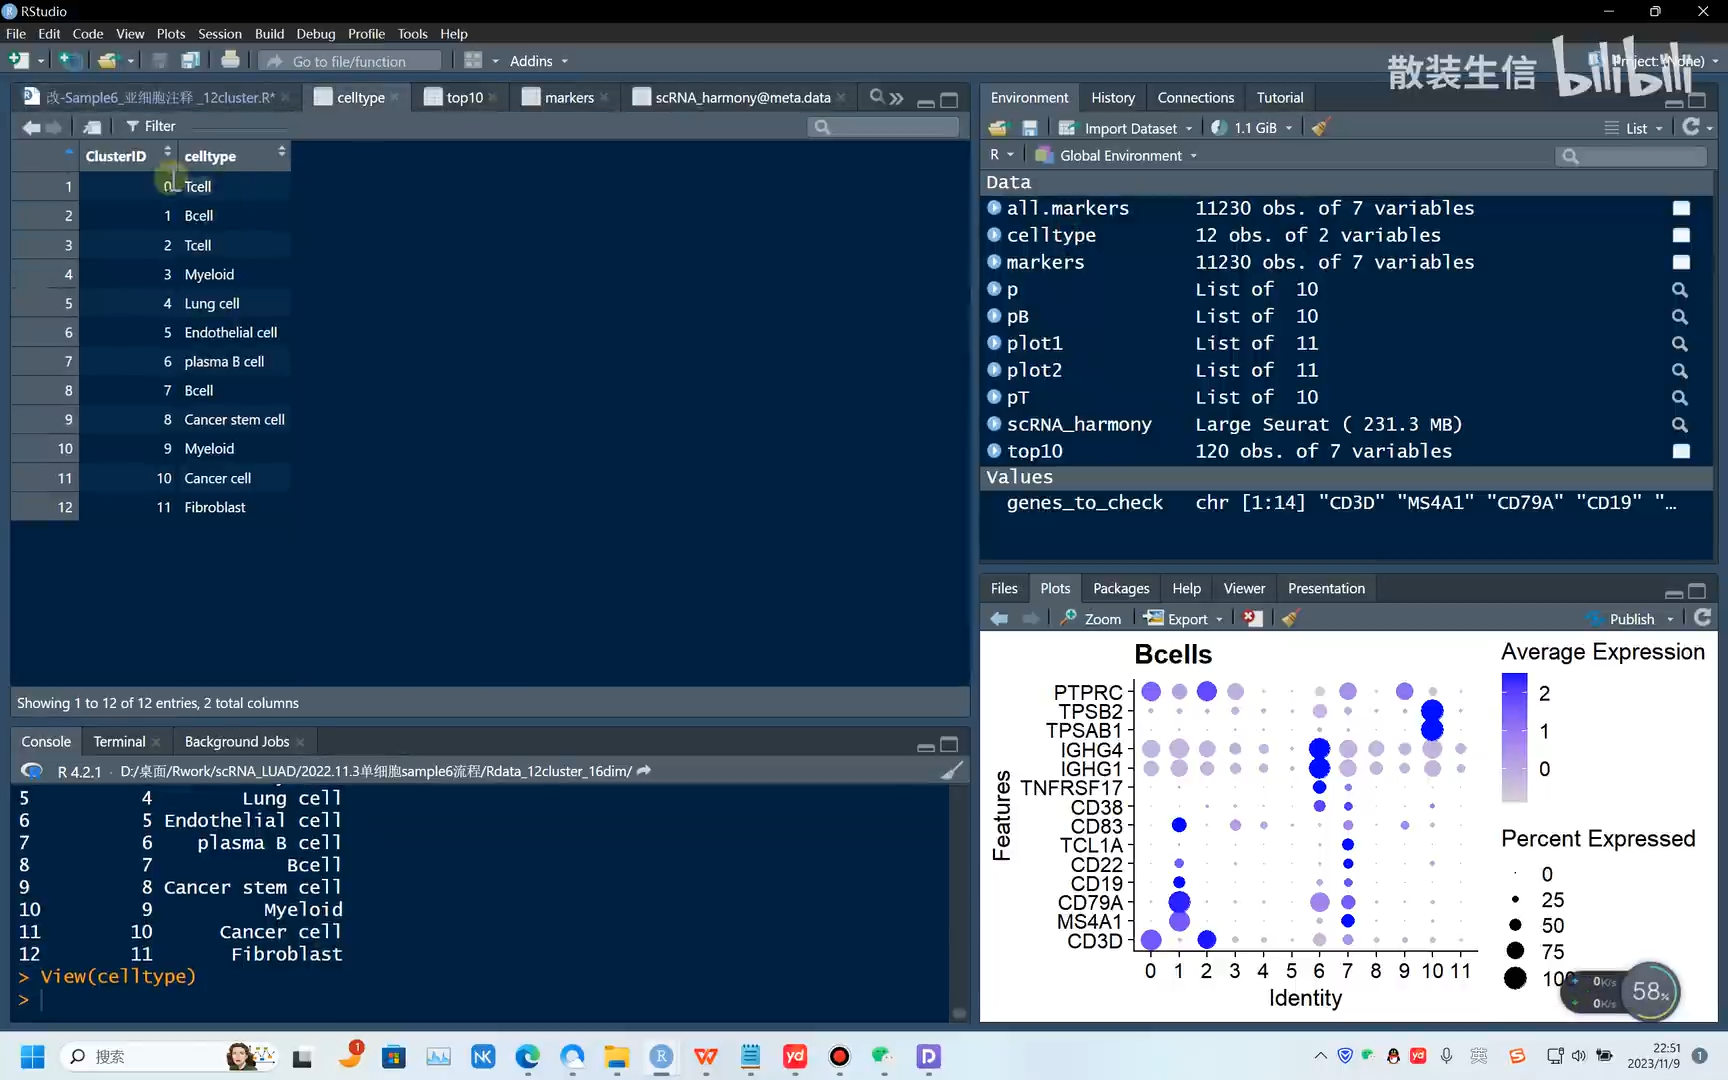 RStudio
File Edit Code View Plots Session Build Debug Profile Tools Help
Go to file/function Addins
散装生信 bilibili
改-Sample6_亚细胞注释 _12cluster.R* celltype top10 markers scRNA_harmony@meta.data
Filter
ClusterID celltype
1 0 Tcell
2 1 Bcell
3 2 Tcell
4 3 Myeloid
5 4 Lung cell
6 5 Endothelial cell
7 6 plasma B cell
8 7 Bcell
9 8 Cancer stem cell
10 9 Myeloid
11 10 Cancer cell
12 11 Fibroblast
Showing 1 to 12 of 12 entries, 2 total columns
Console Terminal Background Jobs
R 4.2.1 · D:/桌面/Rwork/scRNA_LUAD/2022.11.3单细胞sample6流程/Rdata_12cluster_16dim/
5 4 Lung cell
6 5 Endothelial cell
7 6 plasma B cell
8 7 Bcell
9 8 Cancer stem cell
10 9 Myeloid
11 10 Cancer cell
12 11 Fibroblast
> View(celltype)
>
Environment History Connections Tutorial
Import Dataset 1.1 GiB List
R Global Environment
Data
all.markers 11230 obs. of 7 variables
celltype 12 obs. of 2 variables
markers 11230 obs. of 7 variables
p List of 10
pB List of 10
plot1 List of 11
plot2 List of 11
pT List of 10
scRNA_harmony Large Seurat ( 231.3 MB)
top10 120 obs. of 7 variables
Values
genes_to_check chr [1:14] "CD3D" "MS4A1" "CD79A" "CD19" "...
Files Plots Packages Help Viewer Presentation
Zoom Export Publish
Bcells
PTPRC
TPSB2
TPSAB1
IGHG4
IGHG1
TNFRSF17
CD38
CD83
TCL1A
CD22
CD19
CD79A
MS4A1
CD3D
Features
0 1 2 3 4 5 6 7 8 9 10 11
Identity
Average Expression
2
1
0
Percent Expressed
0
25
50
75
100
0K/s
0K/s
58%
搜索
1
NK
yd
英
22:51
2023/11/9
1